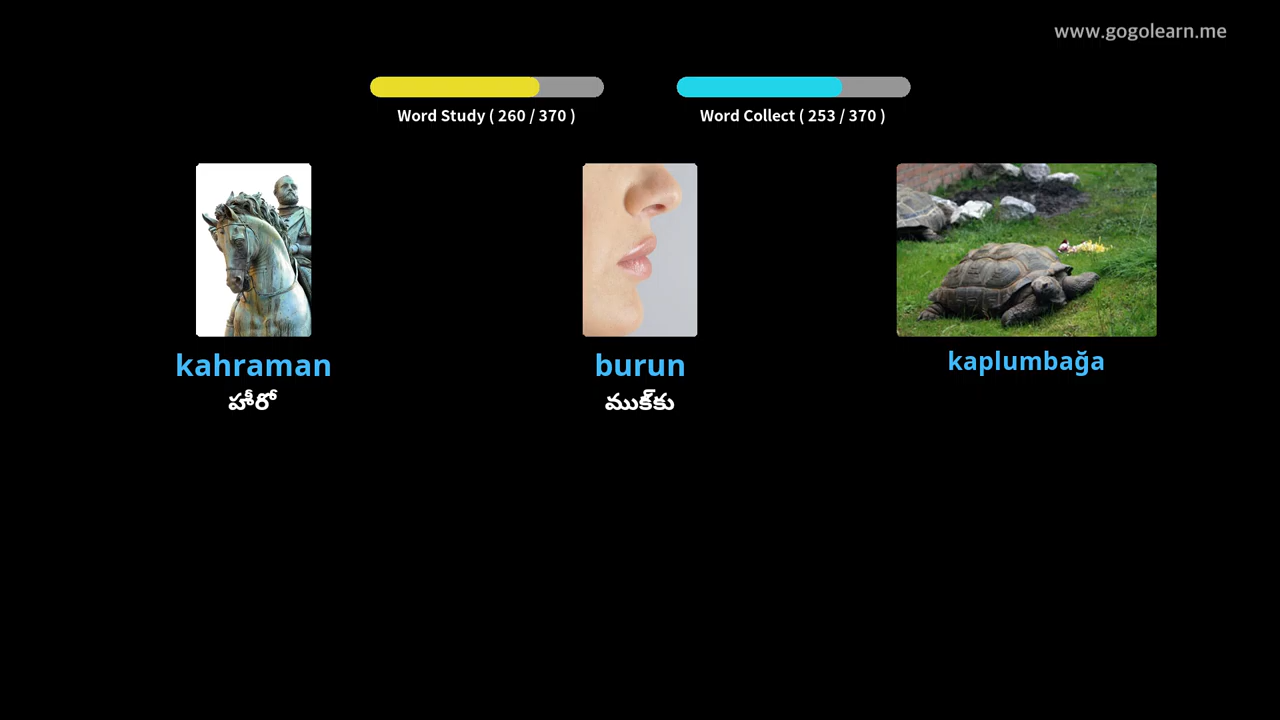 www.gogolearn.me
Word Study ( 260 / 370 )
Word Collect ( 253 / 370 )
kahraman
హీరో
burun
ముక్కు
kaplumbağa